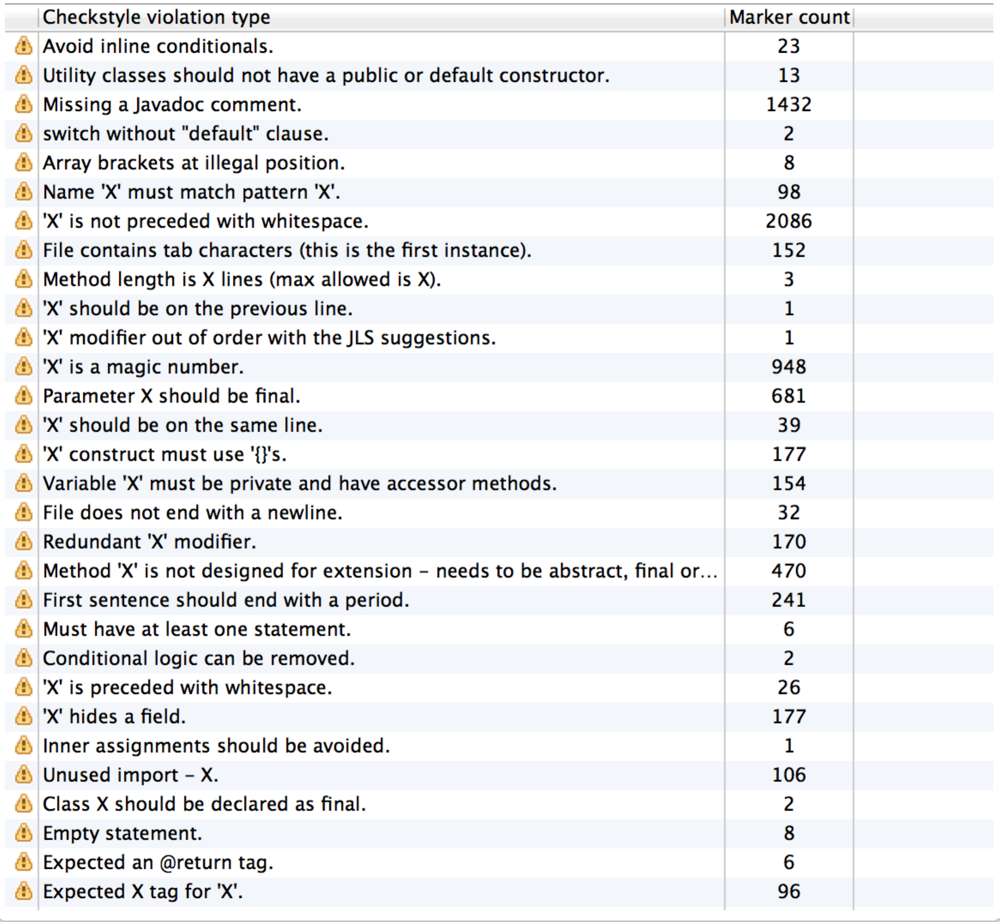 Checkstyle violation type Marker count
Avoid inline conditionals. 23
Utility classes should not have a public or default constructor. 13
Missing a Javadoc comment. 1432
switch without "default" clause. 2
Array brackets at illegal position. 8
Name 'X' must match pattern 'X'. 98
'X' is not preceded with whitespace. 2086
File contains tab characters (this is the first instance). 152
Method length is X lines (max allowed is X). 3
'X' should be on the previous line. 1
'X' modifier out of order with the JLS suggestions. 1
'X' is a magic number. 948
Parameter X should be final. 681
'X' should be on the same line. 39
'X' construct must use '{}'s. 177
Variable 'X' must be private and have accessor methods. 154
File does not end with a newline. 32
Redundant 'X' modifier. 170
Method 'X' is not designed for extension – needs to be abstract, final or... 470
First sentence should end with a period. 241
Must have at least one statement. 6
Conditional logic can be removed. 2
'X' is preceded with whitespace. 26
'X' hides a field. 177
Inner assignments should be avoided. 1
Unused import – X. 106
Class X should be declared as final. 2
Empty statement. 8
Expected an @return tag. 6
Expected X tag for 'X'. 96